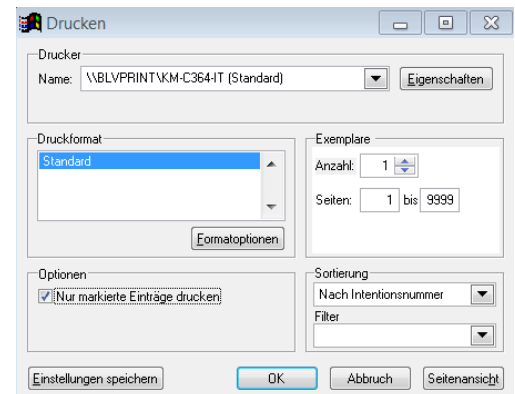 Drucken
Drucker
Name: \\BLVPRINT\KM-C364-IT (Standard) Eigenschaften
Druckformat
Standard
Formatoptionen
Exemplare
Anzahl: 1
Seiten: 1 bis 9999
Optionen
Nur markierte Einträge drucken
Sortierung
Nach Intentionsnummer
Filter
Einstellungen speichern OK Abbruch Seitenansicht